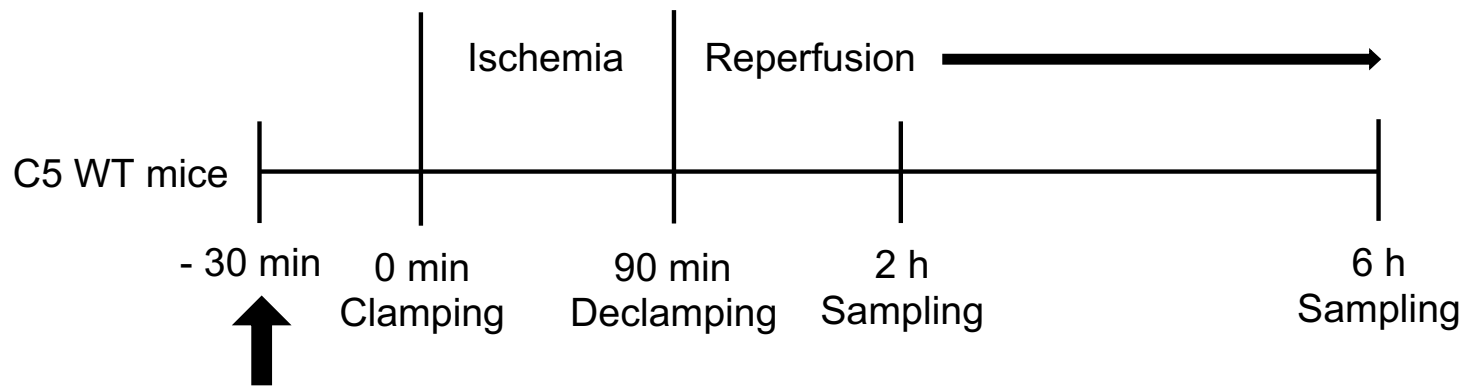 Ischemia
Reperfusion
C5 WT mice
- 30 min
0 min
Clamping
90 min
Declamping
2 h
Sampling
6 h
Sampling